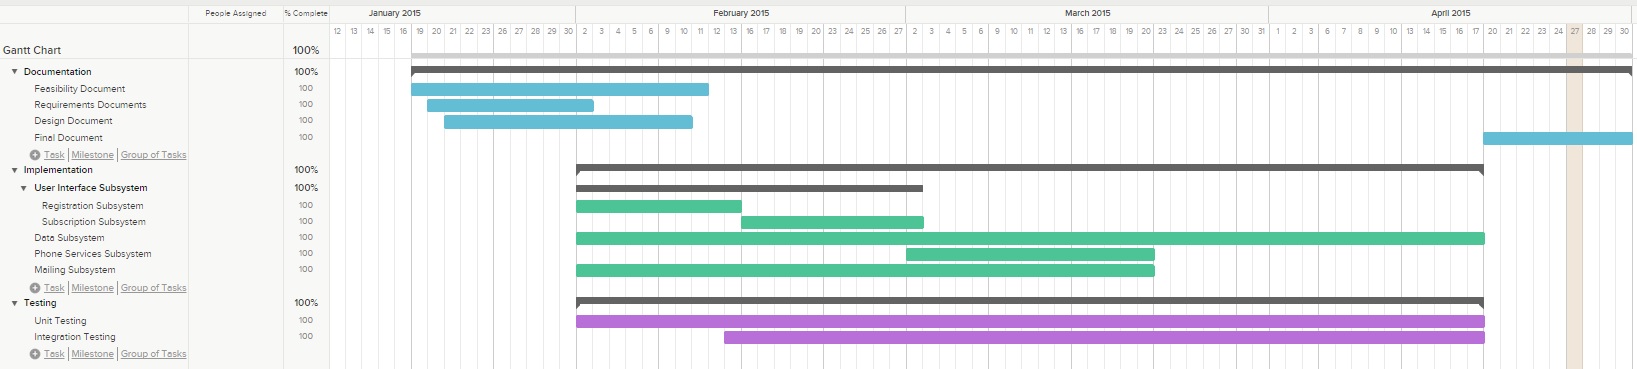 People Assigned % Complete January 2015 February 2015 March 2015 April 2015
12 13 14 15 16 19 20 21 22 23 26 27 28 29 30 2 3 4 5 6 9 10 11 12 13 16 17 18 19 20 23 24 25 26 27 2 3 4 5 6 9 10 11 12 13 16 17 18 19 20 23 24 25 26 27 30 31 1 2 3 6 7 8 9 10 13 14 15 16 17 20 21 22 23 24 27 28 29 30
Gantt Chart 100%
Documentation 100%
Feasibility Document 100
Requirements Documents 100
Design Document 100
Final Document 100
Task | Milestone | Group of Tasks
Implementation 100%
User Interface Subsystem 100%
Registration Subsystem 100
Subscription Subsystem 100
Data Subsystem 100
Phone Services Subsystem 100
Mailing Subsystem 100
Task | Milestone | Group of Tasks
Testing 100%
Unit Testing 100
Integration Testing 100
Task | Milestone | Group of Tasks